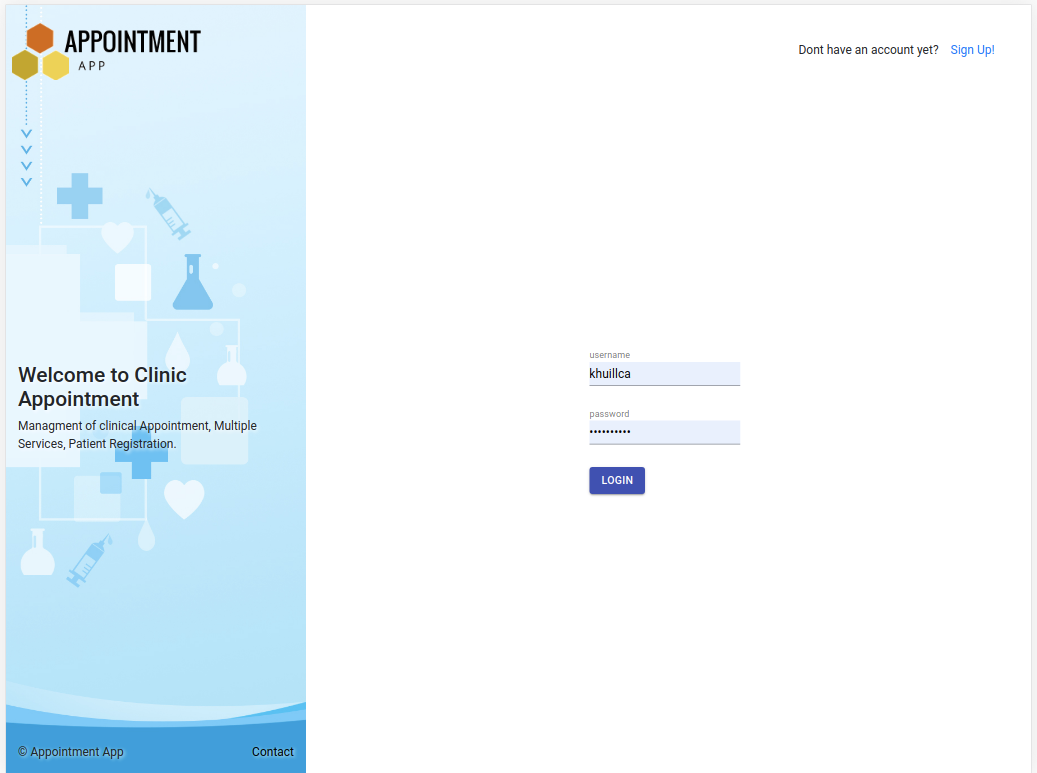 APPOINTMENT
APP
Dont have an account yet? Sign Up!
Welcome to Clinic
Appointment
Managment of clinical Appointment, Multiple
Services, Patient Registration.
username
khuillca
password
••••••••••
LOGIN
© Appointment App
Contact